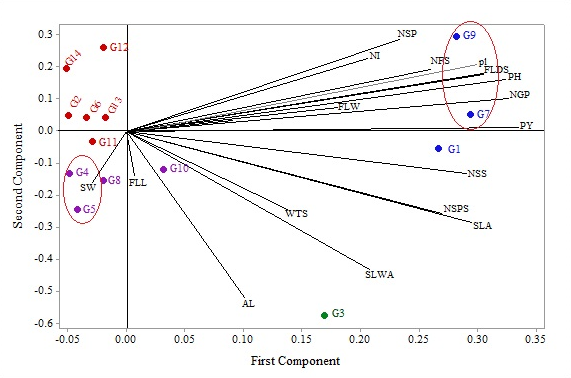 0.3
0.2
0.1
0.0
-0.1
-0.2
-0.3
-0.4
-0.5
-0.6
Second Component
-0.05
0.00
0.05
0.10
0.15
0.20
0.25
0.30
0.35
First Component
G14
G12
G2
G6
G13
G11
G4
G8
G5
SW
FLL
G10
WTS
AL
SLWA
G3
NSP
NI
NFS
G9
pl
FLDS
PH
NGP
FLW
G7
PY
G1
NSS
NSPS
SLA